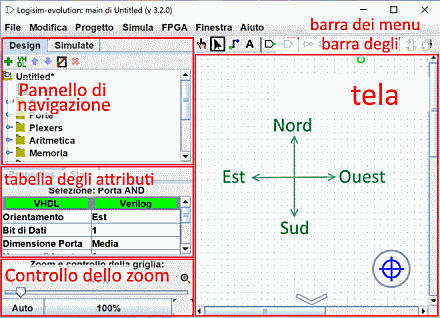 Logisim-evolution: main di Untitled (v 3.2.0)
File Modifica Progetto Simula FPGA Finestra Aiuto
barra dei menu
barra degli
Design Simulate
Untitled*
Pannello di
navigazione
Porte
Plexers
Aritmetica
Memoria
tela
Nord
Est Ouest
Sud
tabella degli attributi
Selezione: Porta AND
VHDL Verilog
Orientamento Est
Bit di Dati 1
Dimensione Porta Media
Zoom e controllo della griglia:
Controllo dello zoom
Auto 100%